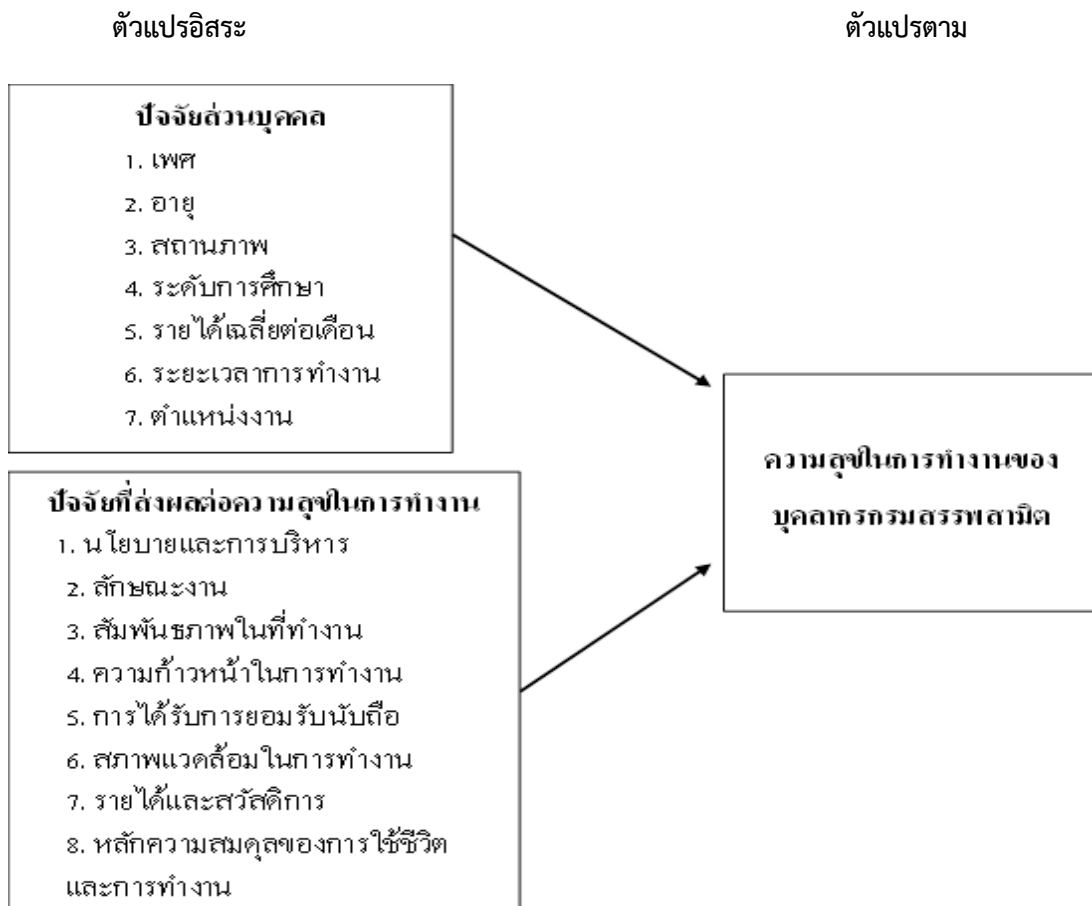 ตัวแปรอิสระ
ตัวแปรตาม
ปัจจัยส่วนบุคคล
1. เพศ
2. อายุ
3. สถานภาพ
4. ระดับการศึกษา
5. รายได้เฉลี่ยต่อเดือน
6. ระยะเวลาการทำงาน
7. ตำแหน่งงาน
ปัจจัยที่ส่งผลต่อความสุขในการทำงาน
1. นโยบายและการบริหาร
2. ลักษณะงาน
3. สัมพันธภาพในที่ทำงาน
4. ความก้าวหน้าในการทำงาน
5. การได้รับการยอมรับนับถือ
6. สภาพแวดล้อมในการทำงาน
7. รายได้และสวัสดิการ
8. หลักความสมดุลของการใช้ชีวิต
และการทำงาน
ความสุขในการทำงานของ
บุคลากรกรมสรรพสามิต